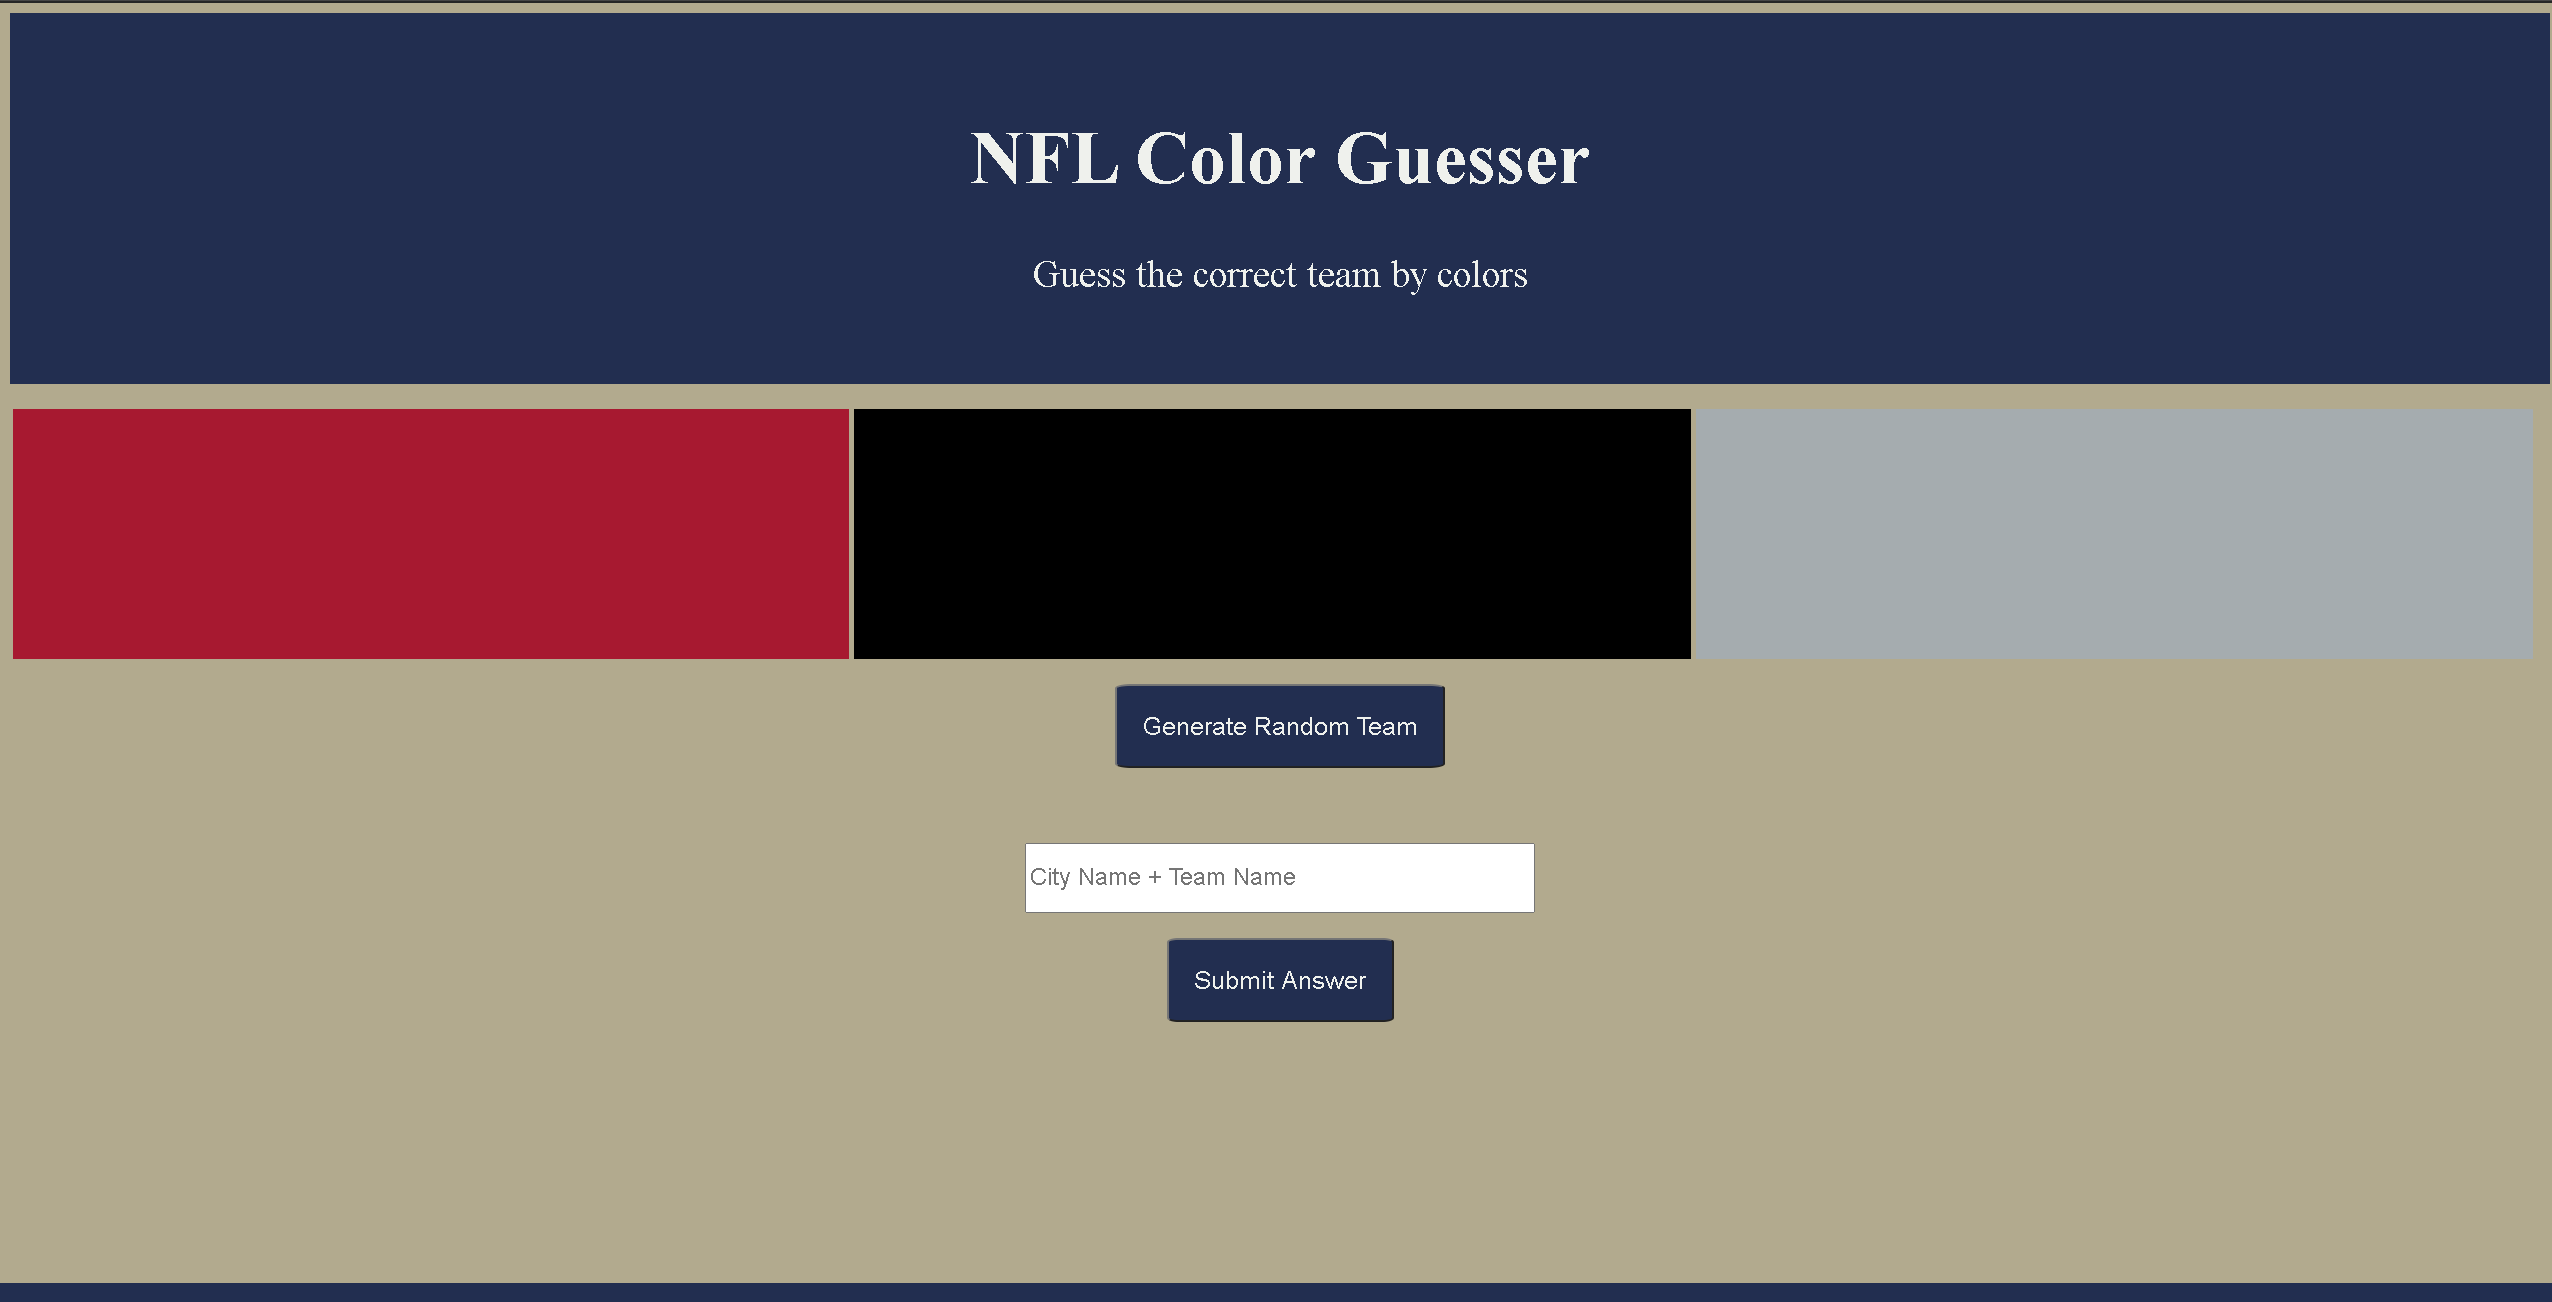 NFL Color Guesser
Guess the correct team by colors
Generate Random Team
City Name + Team Name
Submit Answer